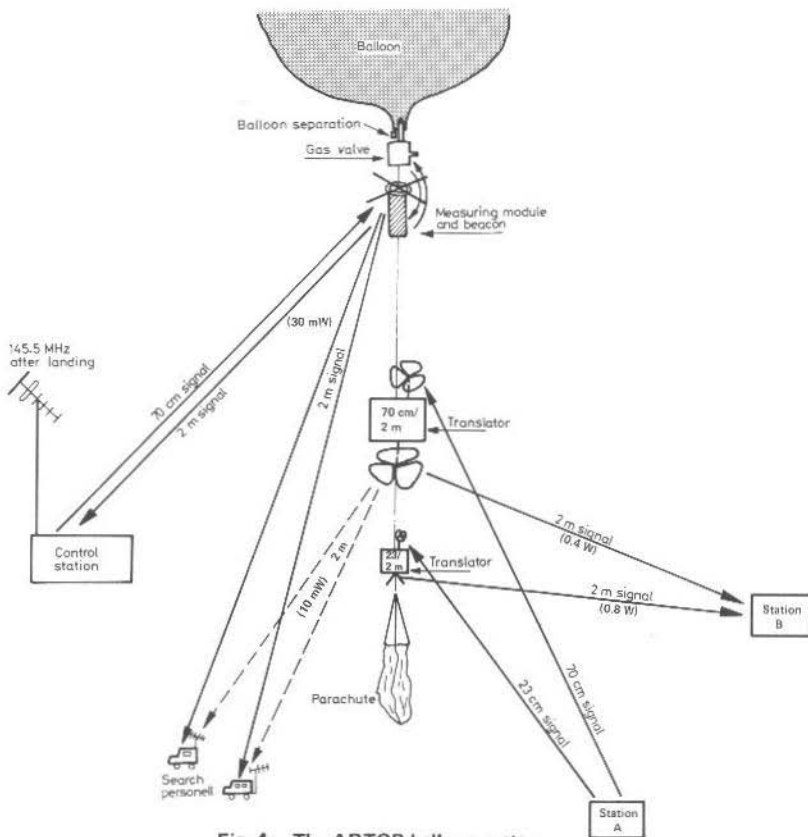 Balloon
Balloon separation
Gas valve
Measuring module
and beacon
(30 mW)
145.5 MHz
after landing
70 cm signal
2 m signal
2 m signal
70 cm/
2 m
Translator
2 m signal
(0.4 W)
Control
station
2 m
(10 mW)
23/
2 m
Translator
2 m signal
(0.8 W)
Station
B
Parachute
23 cm signal
70 cm signal
Search
personell
Station
A